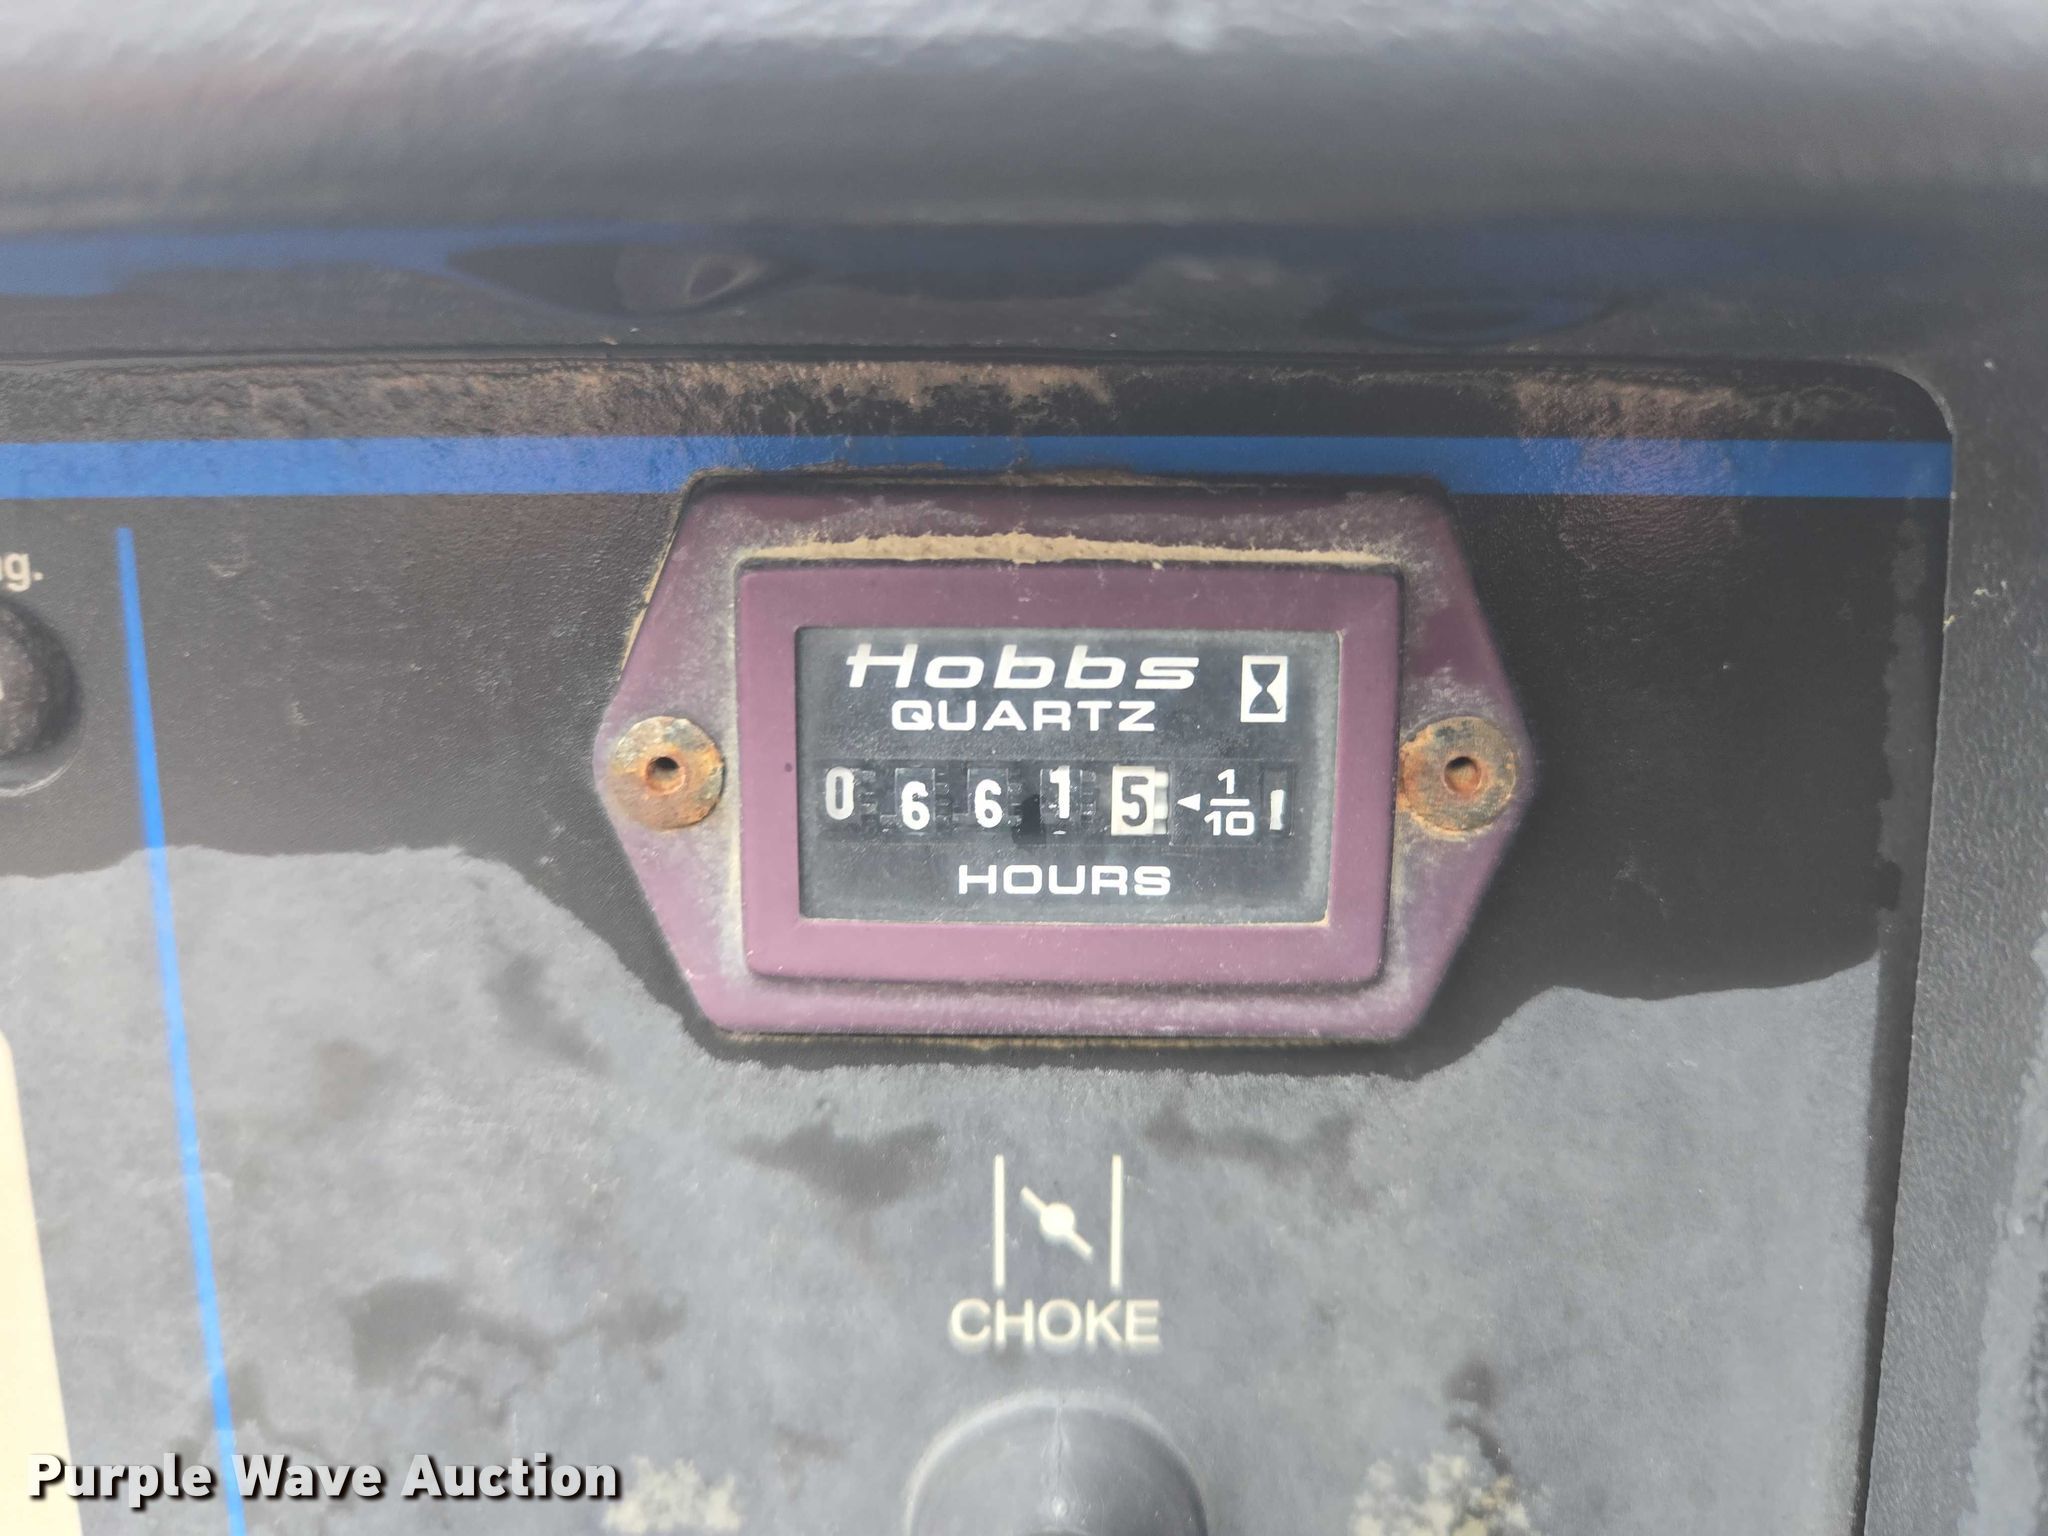 g.
Hobbs
QUARTZ
0 6 6 1 5 ◄ 1/10
HOURS
CHOKE
Purple Wave Auction